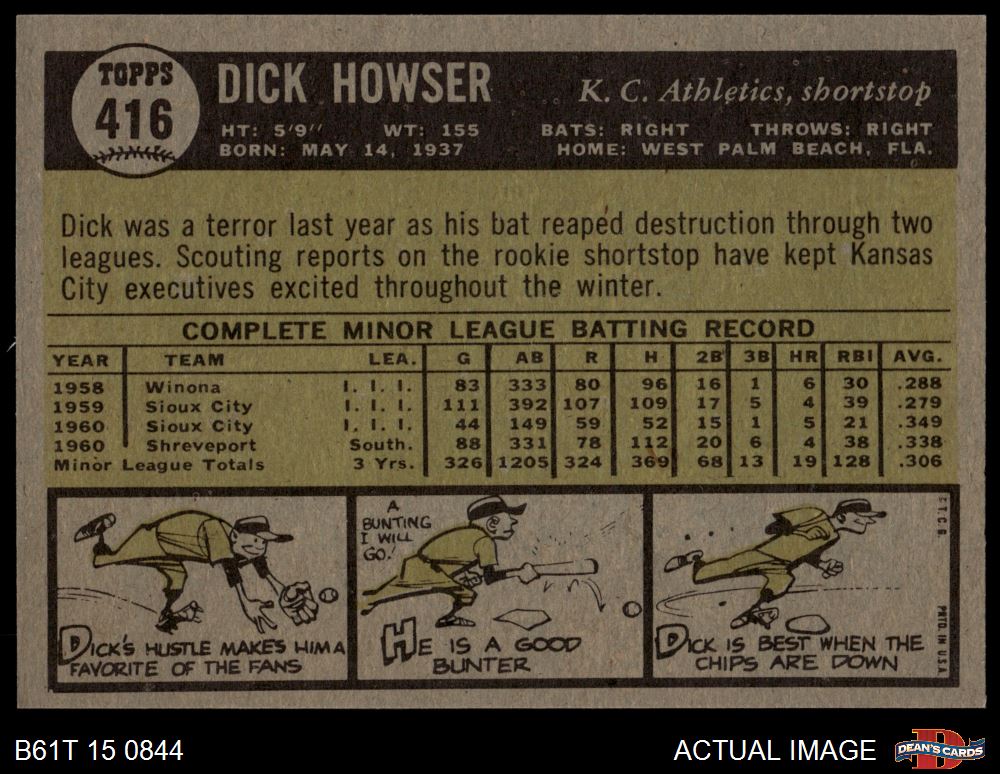 TOPPS
416
DICK HOWSER
K. C. Athletics, shortstop
HT: 5'9" WT: 155 BATS: RIGHT THROWS: RIGHT
BORN: MAY 14, 1937 HOME: WEST PALM BEACH, FLA.
Dick was a terror last year as his bat reaped destruction through two
leagues. Scouting reports on the rookie shortstop have kept Kansas
City executives excited throughout the winter.
COMPLETE MINOR LEAGUE BATTING RECORD
YEAR TEAM LEA. G AB R H 2B 3B HR RBI AVG.
1958 Winona I. I. I. 83 333 80 96 16 1 6 30 .288
1959 Sioux City I. I. I. 111 392 107 109 17 5 4 39 .279
1960 Sioux City I. I. I. 44 149 59 52 15 1 5 21 .349
1960 Shreveport South. 88 331 78 112 20 6 4 38 .338
Minor League Totals 3 Yrs. 326 1205 324 369 68 13 19 128 .306
DICK'S HUSTLE MAKES HIM A
FAVORITE OF THE FANS
A
BUNTING
I WILL
GO!
HE IS A GOOD
BUNTER
DICK IS BEST WHEN THE
CHIPS ARE DOWN
© T.C.G.
PRTD. IN U.S.A.
B61T 15 0844
ACTUAL IMAGE
DEAN'S CARDS